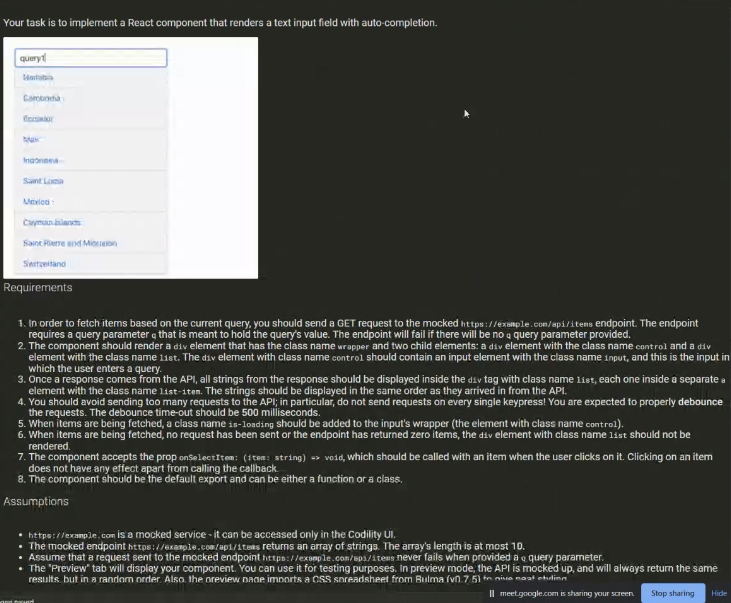 Your task is to implement a React component that renders a text input field with auto-completion.
query1
Namibia
Cambodia
Ecuador
Mali
Indonesia
Saint Lucia
Mexico
Cayman Islands
Saint Pierre and Miquelon
Switzerland
Requirements
1. In order to fetch items based on the current query, you should send a GET request to the mocked https://example.com/api/items endpoint. The endpoint
requires a query parameter q that is meant to hold the query's value. The endpoint will fail if there will be no q query parameter provided.
2. The component should render a div element that has the class name wrapper and two child elements: a div element with the class name control and a div
element with the class name list. The div element with class name control should contain an input element with the class name input, and this is the input in
which the user enters a query.
3. Once a response comes from the API, all strings from the response should be displayed inside the div tag with class name list, each one inside a separate a
element with the class name list-item. The strings should be displayed in the same order as they arrived in from the API.
4. You should avoid sending too many requests to the API; in particular, do not send requests on every single keypress! You are expected to properly debounce
the requests. The debounce time-out should be 500 milliseconds.
5. When items are being fetched, a class name is-loading should be added to the input's wrapper (the element with class name control).
6. When items are being fetched, no request has been sent or the endpoint has returned zero items, the div element with class name list should not be
rendered.
7. The component accepts the prop onSelectItem: (item: string) => void, which should be called with an item when the user clicks on it. Clicking on an item
does not have any effect apart from calling the callback.
8. The component should be the default export and can be either a function or a class.
Assumptions
• https://example.com is a mocked service - it can be accessed only in the Codility UI.
• The mocked endpoint https://example.com/api/items returns an array of strings. The array's length is at most 10.
• Assume that a request sent to the mocked endpoint https://example.com/api/items never fails when provided a q query parameter.
• The "Preview" tab will display your component. You can use it for testing purposes. In preview mode, the API is mocked up, and will always return the same
results, but in a random order. Also, the preview page imports a CSS spreadsheet from Bulma (v0.7.5) to give neat styling.
meet.google.com is sharing your screen.
Stop sharing
Hide